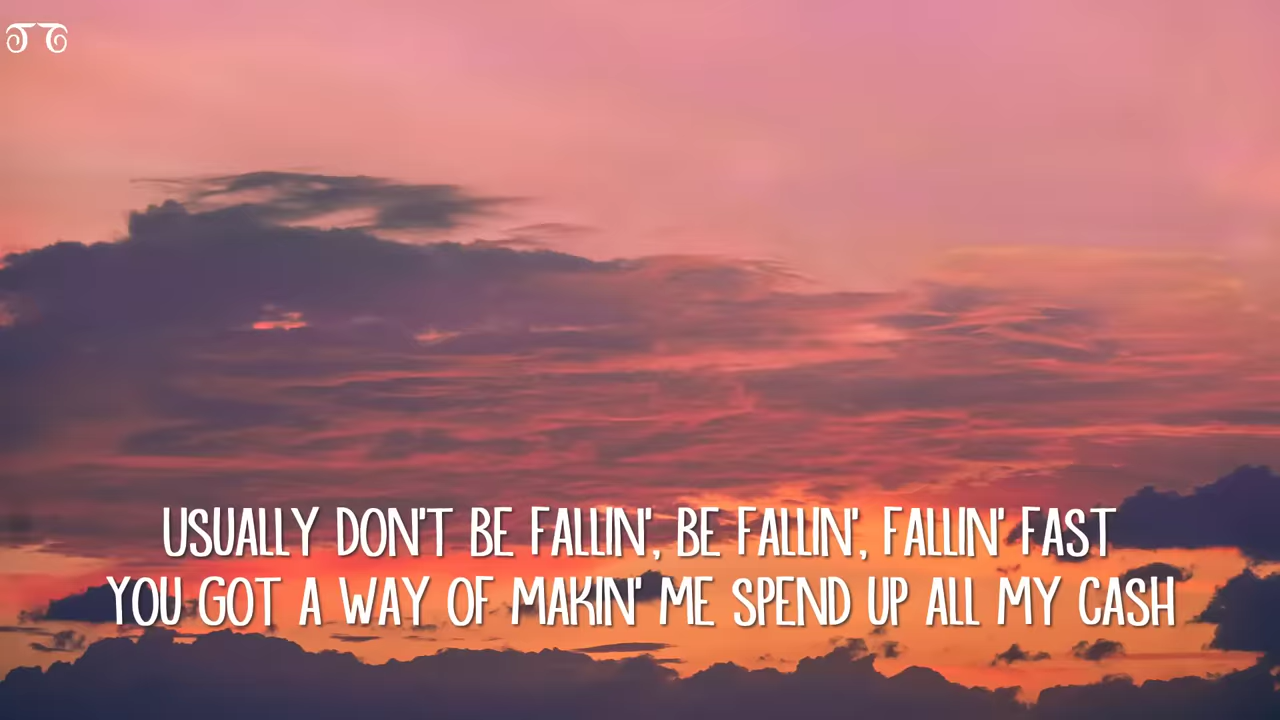 USUALLY DON'T BE FALLIN', BE FALLIN', FALLIN' FAST
YOU GOT A WAY OF MAKIN' ME SPEND UP ALL MY CASH